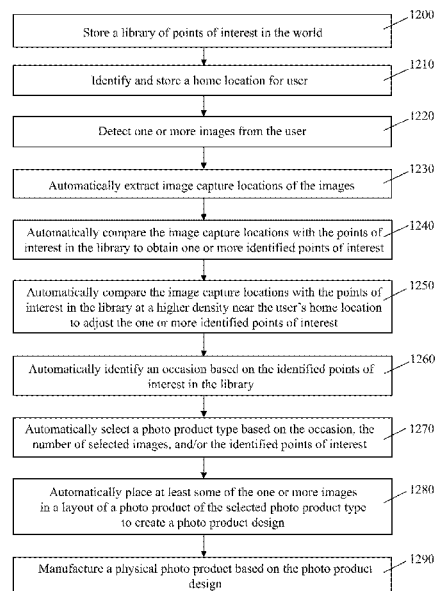 1200
Store a library of points of interest in the world
1210
Identify and store a home location for user
1220
Detect one or more images from the user
1230
Automatically extract image capture locations of the images
1240
Automatically compare the image capture locations with the points of
interest in the library to obtain one or more identified points of interest
1250
Automatically compare the image capture locations with the points of
interest in the library at a higher density near the user's home location
to adjust the one or more identified points of interest
1260
Automatically identify an occasion based on the identified points of
interest in the library
1270
Automatically select a photo product type based on the occasion, the
number of selected images, and/or the identified points of interest
1280
Automatically place at least some of the one or more images
in a layout of a photo product of the selected photo product type
to create a photo product design
1290
Manufacture a physical photo product based on the photo product
design